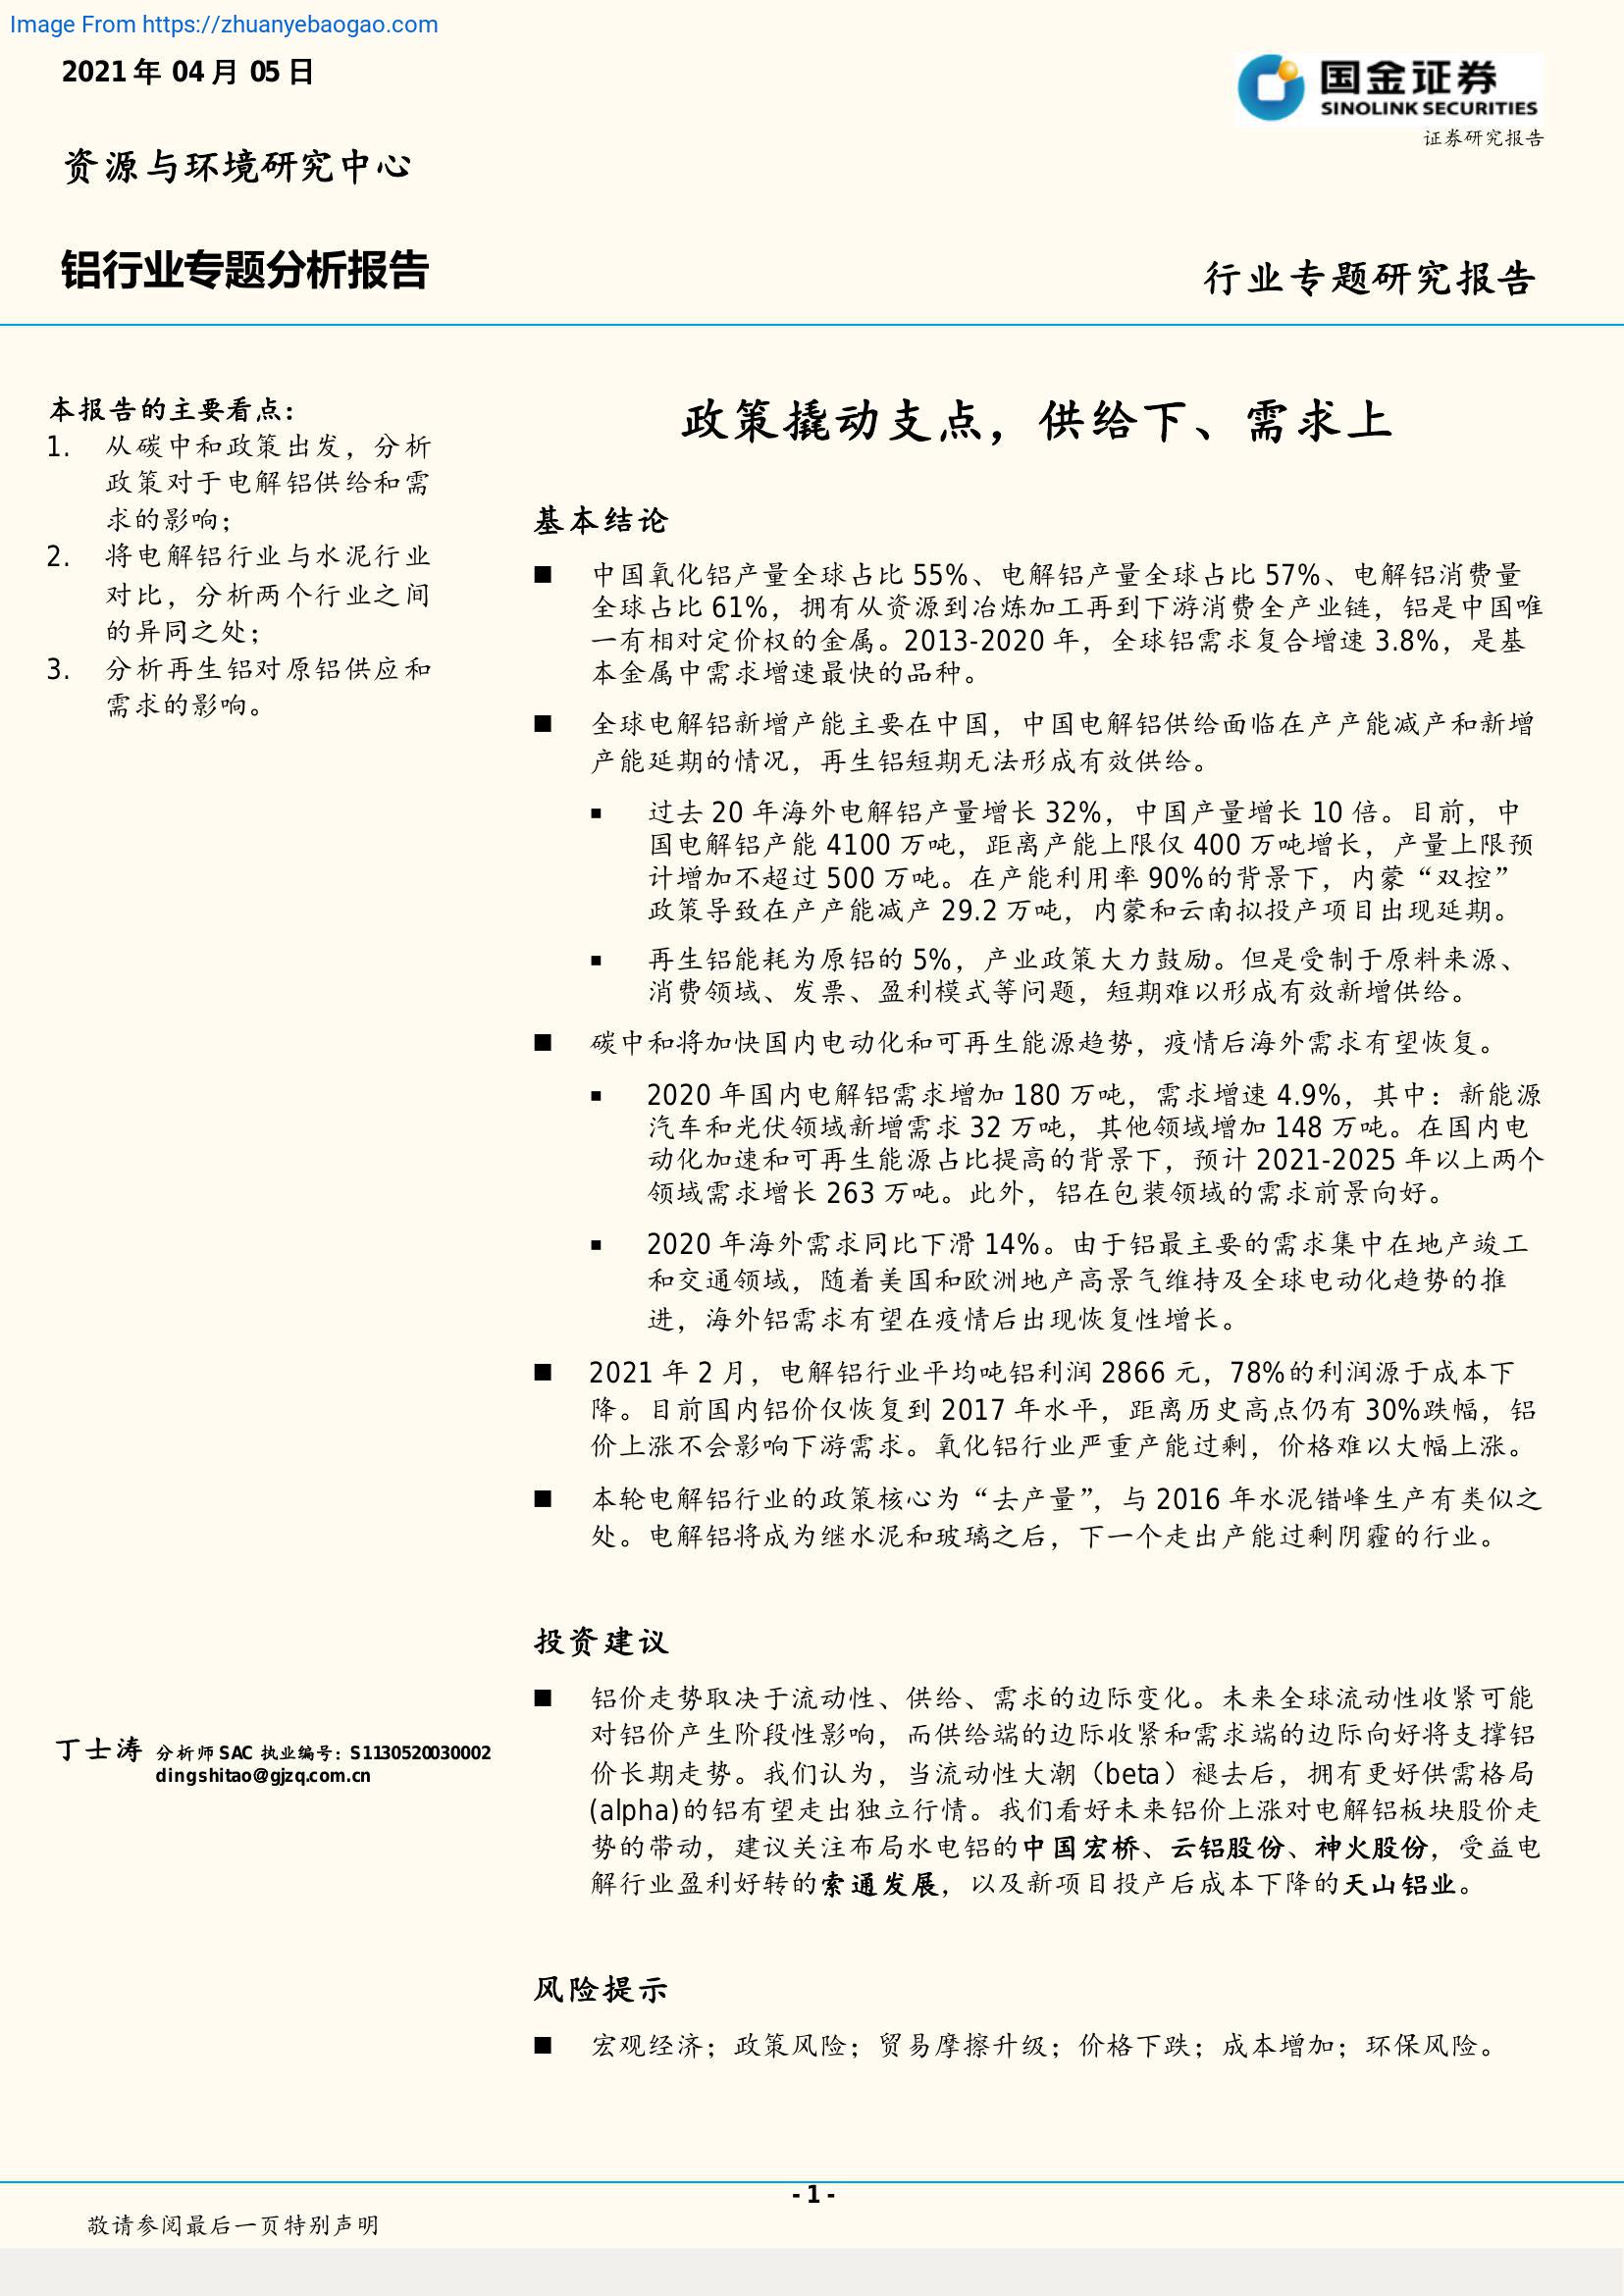 Image From https://zhuanyebaogao.com
2021 年 04 月 05 日
国金证券
SINOLINK SECURITIES
证券研究报告
资源与环境研究中心
铝行业专题分析报告
行业专题研究报告
本报告的主要看点：
1. 从碳中和政策出发，分析
政策对于电解铝供给和需
求的影响；
2. 将电解铝行业与水泥行业
对比，分析两个行业之间
的异同之处；
3. 分析再生铝对原铝供应和
需求的影响。
丁士涛 分析师 SAC 执业编号：S1130520030002
dingshitao@gjzq.com.cn
政策撬动支点，供给下、需求上
基本结论
■ 中国氧化铝产量全球占比 55%、电解铝产量全球占比 57%、电解铝消费量
全球占比 61%，拥有从资源到冶炼加工再到下游消费全产业链，铝是中国唯
一有相对定价权的金属。2013-2020 年，全球铝需求复合增速 3.8%，是基
本金属中需求增速最快的品种。
■ 全球电解铝新增产能主要在中国，中国电解铝供给面临在产产能减产和新增
产能延期的情况，再生铝短期无法形成有效供给。
▪ 过去 20 年海外电解铝产量增长 32%，中国产量增长 10 倍。目前，中
国电解铝产能 4100 万吨，距离产能上限仅 400 万吨增长，产量上限预
计增加不超过 500 万吨。在产能利用率 90%的背景下，内蒙“双控”
政策导致在产产能减产 29.2 万吨，内蒙和云南拟投产项目出现延期。
▪ 再生铝能耗为原铝的 5%，产业政策大力鼓励。但是受制于原料来源、
消费领域、发票、盈利模式等问题，短期难以形成有效新增供给。
■ 碳中和将加快国内电动化和可再生能源趋势，疫情后海外需求有望恢复。
▪ 2020 年国内电解铝需求增加 180 万吨，需求增速 4.9%，其中：新能源
汽车和光伏领域新增需求 32 万吨，其他领域增加 148 万吨。在国内电
动化加速和可再生能源占比提高的背景下，预计 2021-2025 年以上两个
领域需求增长 263 万吨。此外，铝在包装领域的需求前景向好。
▪ 2020 年海外需求同比下滑 14%。由于铝最主要的需求集中在地产竣工
和交通领域，随着美国和欧洲地产高景气维持及全球电动化趋势的推
进，海外铝需求有望在疫情后出现恢复性增长。
■ 2021 年 2 月，电解铝行业平均吨铝利润 2866 元，78%的利润源于成本下
降。目前国内铝价仅恢复到 2017 年水平，距离历史高点仍有 30%跌幅，铝
价上涨不会影响下游需求。氧化铝行业严重产能过剩，价格难以大幅上涨。
■ 本轮电解铝行业的政策核心为“去产量”，与 2016 年水泥错峰生产有类似之
处。电解铝将成为继水泥和玻璃之后，下一个走出产能过剩阴霾的行业。
投资建议
■ 铝价走势取决于流动性、供给、需求的边际变化。未来全球流动性收紧可能
对铝价产生阶段性影响，而供给端的边际收紧和需求端的边际向好将支撑铝
价长期走势。我们认为，当流动性大潮（beta）褪去后，拥有更好供需格局
(alpha)的铝有望走出独立行情。我们看好未来铝价上涨对电解铝板块股价走
势的带动，建议关注布局水电铝的中国宏桥、云铝股份、神火股份，受益电
解行业盈利好转的索通发展，以及新项目投产后成本下降的天山铝业。
风险提示
■ 宏观经济；政策风险；贸易摩擦升级；价格下跌；成本增加；环保风险。
- 1 -
敬请参阅最后一页特别声明